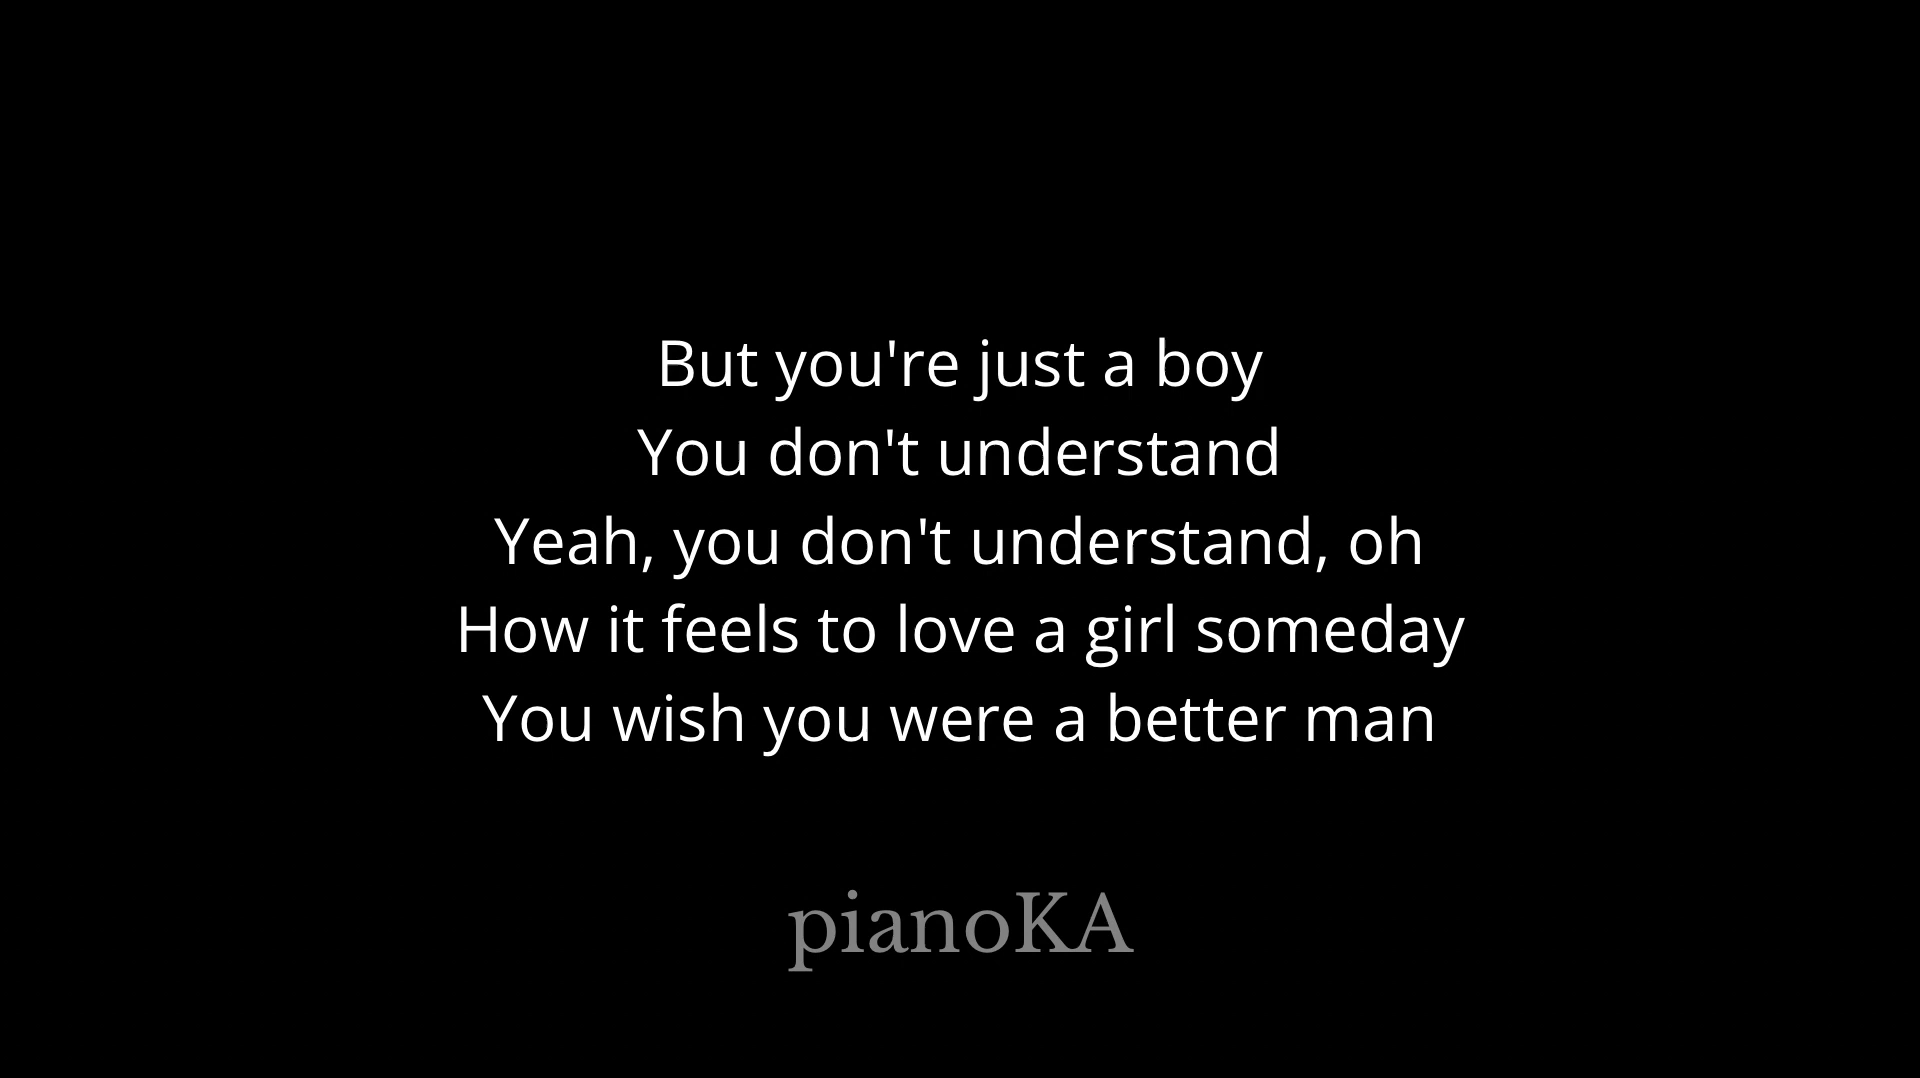 But you're just a boy
You don't understand
Yeah, you don't understand, oh
How it feels to love a girl someday
You wish you were a better man
pianoKA